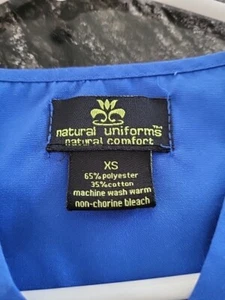 natural uniforms™
natural comfort
XS
65% polyester
35% cotton
machine wash warm
non-chorine bleach